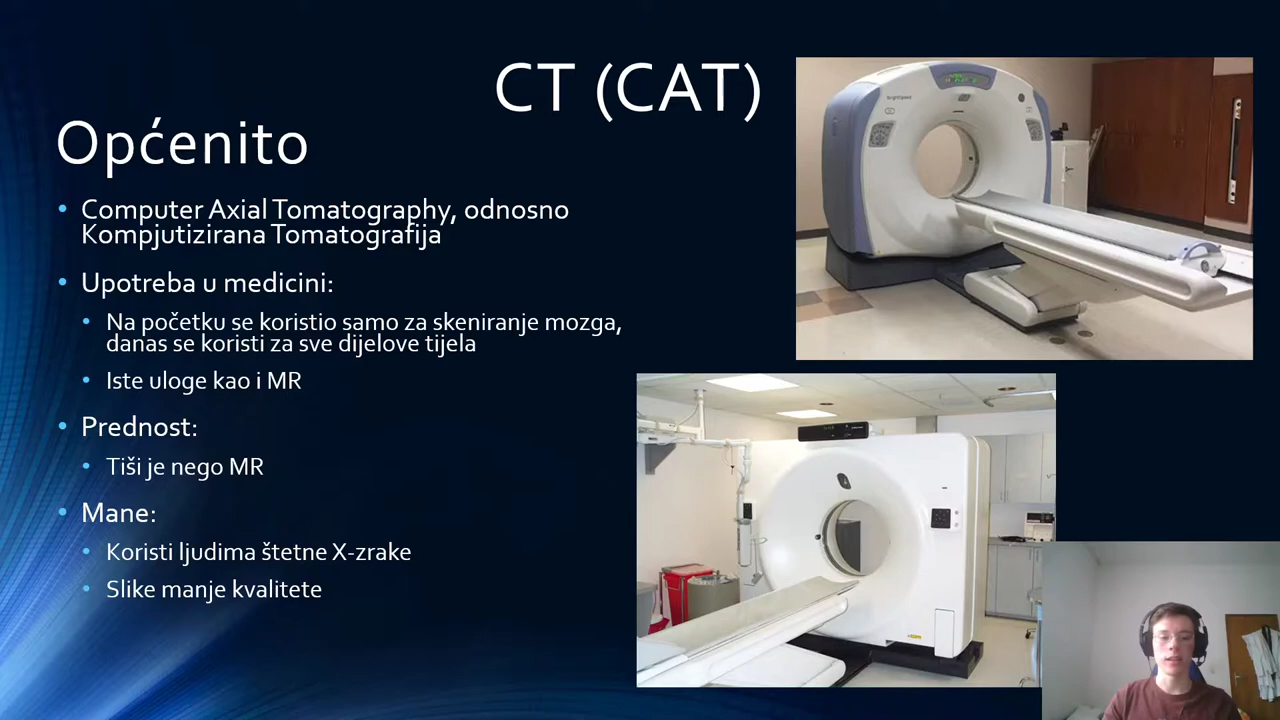 CT (CAT)
Općenito
Computer Axial Tomatography, odnosno
Kompjutizirana Tomatografija
Upotreba u medicini:
Na početku se koristio samo za skeniranje mozga,
danas se koristi za sve dijelove tijela
Iste uloge kao i MR
Prednost:
Tiši je nego MR
Mane:
Koristi ljudima štetne X-zrake
Slike manje kvalitete
BrightSpeed